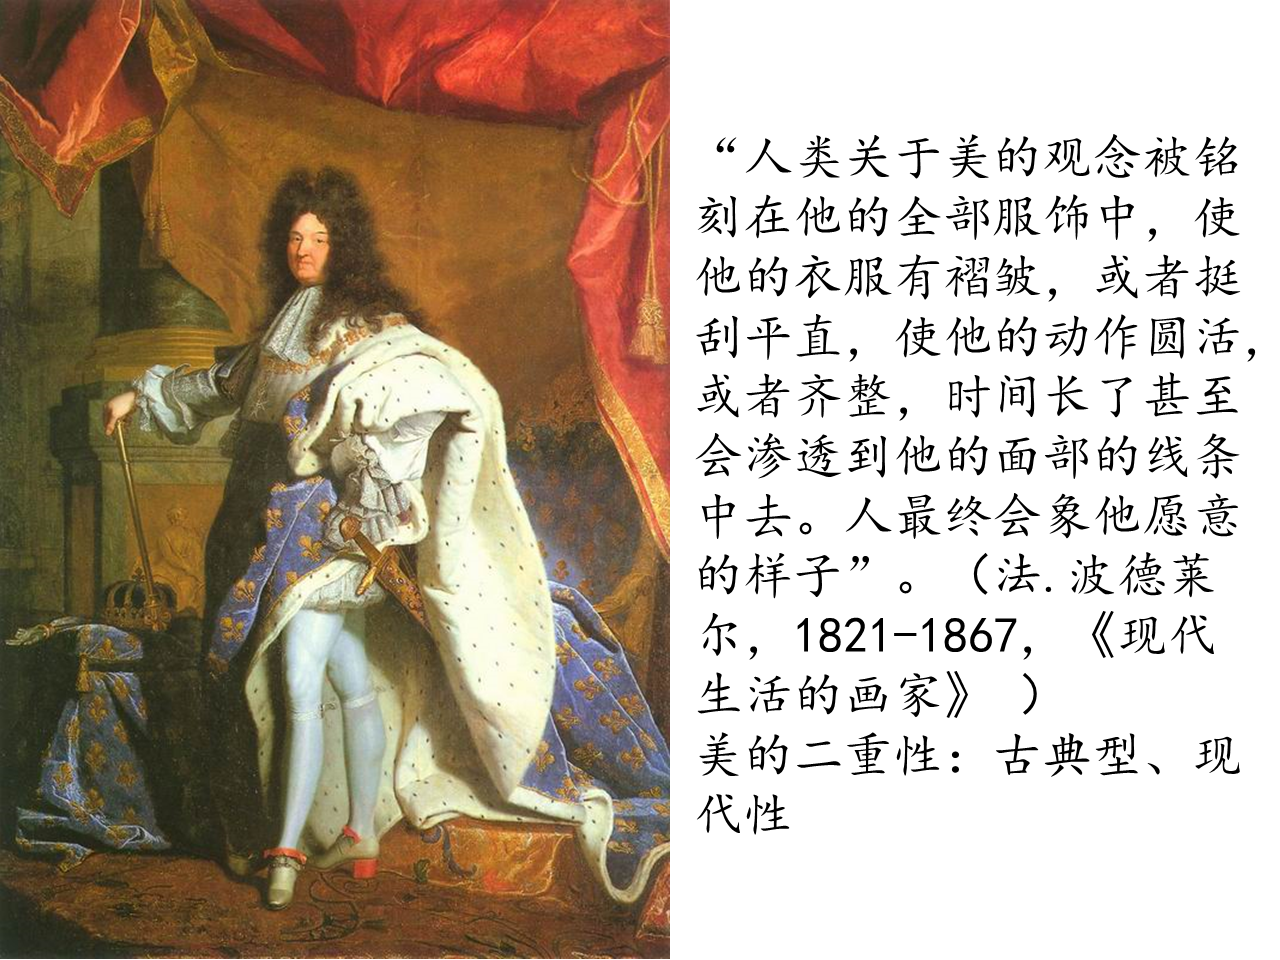 “人类关于美的观念被铭
刻在他的全部服饰中，使
他的衣服有褶皱，或者挺
刮平直，使他的动作圆活，
或者齐整，时间长了甚至
会渗透到他的面部的线条
中去。人最终会象他愿意
的样子”。（法.波德莱
尔，1821-1867，《现代
生活的画家》 ）
美的二重性：古典型、现
代性